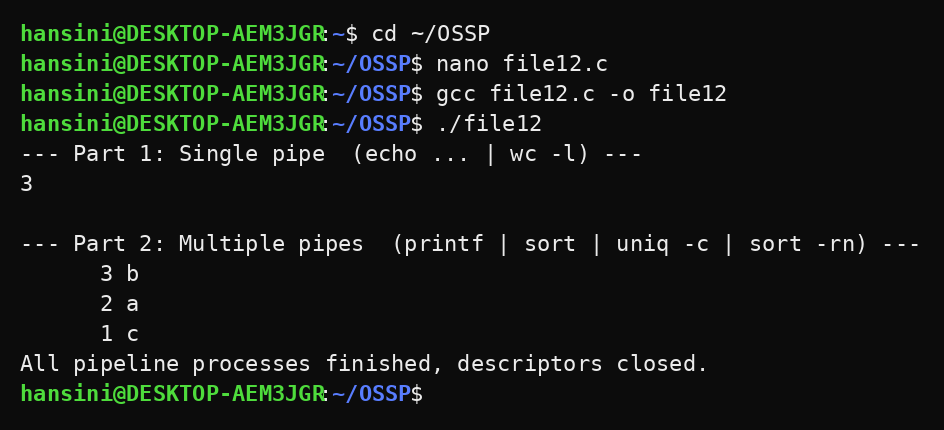 hansini@DESKTOP-AEM3JGR:~$ cd ~/OSSP
hansini@DESKTOP-AEM3JGR:~/OSSP$ nano file12.c
hansini@DESKTOP-AEM3JGR:~/OSSP$ gcc file12.c -o file12
hansini@DESKTOP-AEM3JGR:~/OSSP$ ./file12
--- Part 1: Single pipe  (echo ... | wc -l) ---
3

--- Part 2: Multiple pipes  (printf | sort | uniq -c | sort -rn) ---
      3 b
      2 a
      1 c
All pipeline processes finished, descriptors closed.
hansini@DESKTOP-AEM3JGR:~/OSSP$